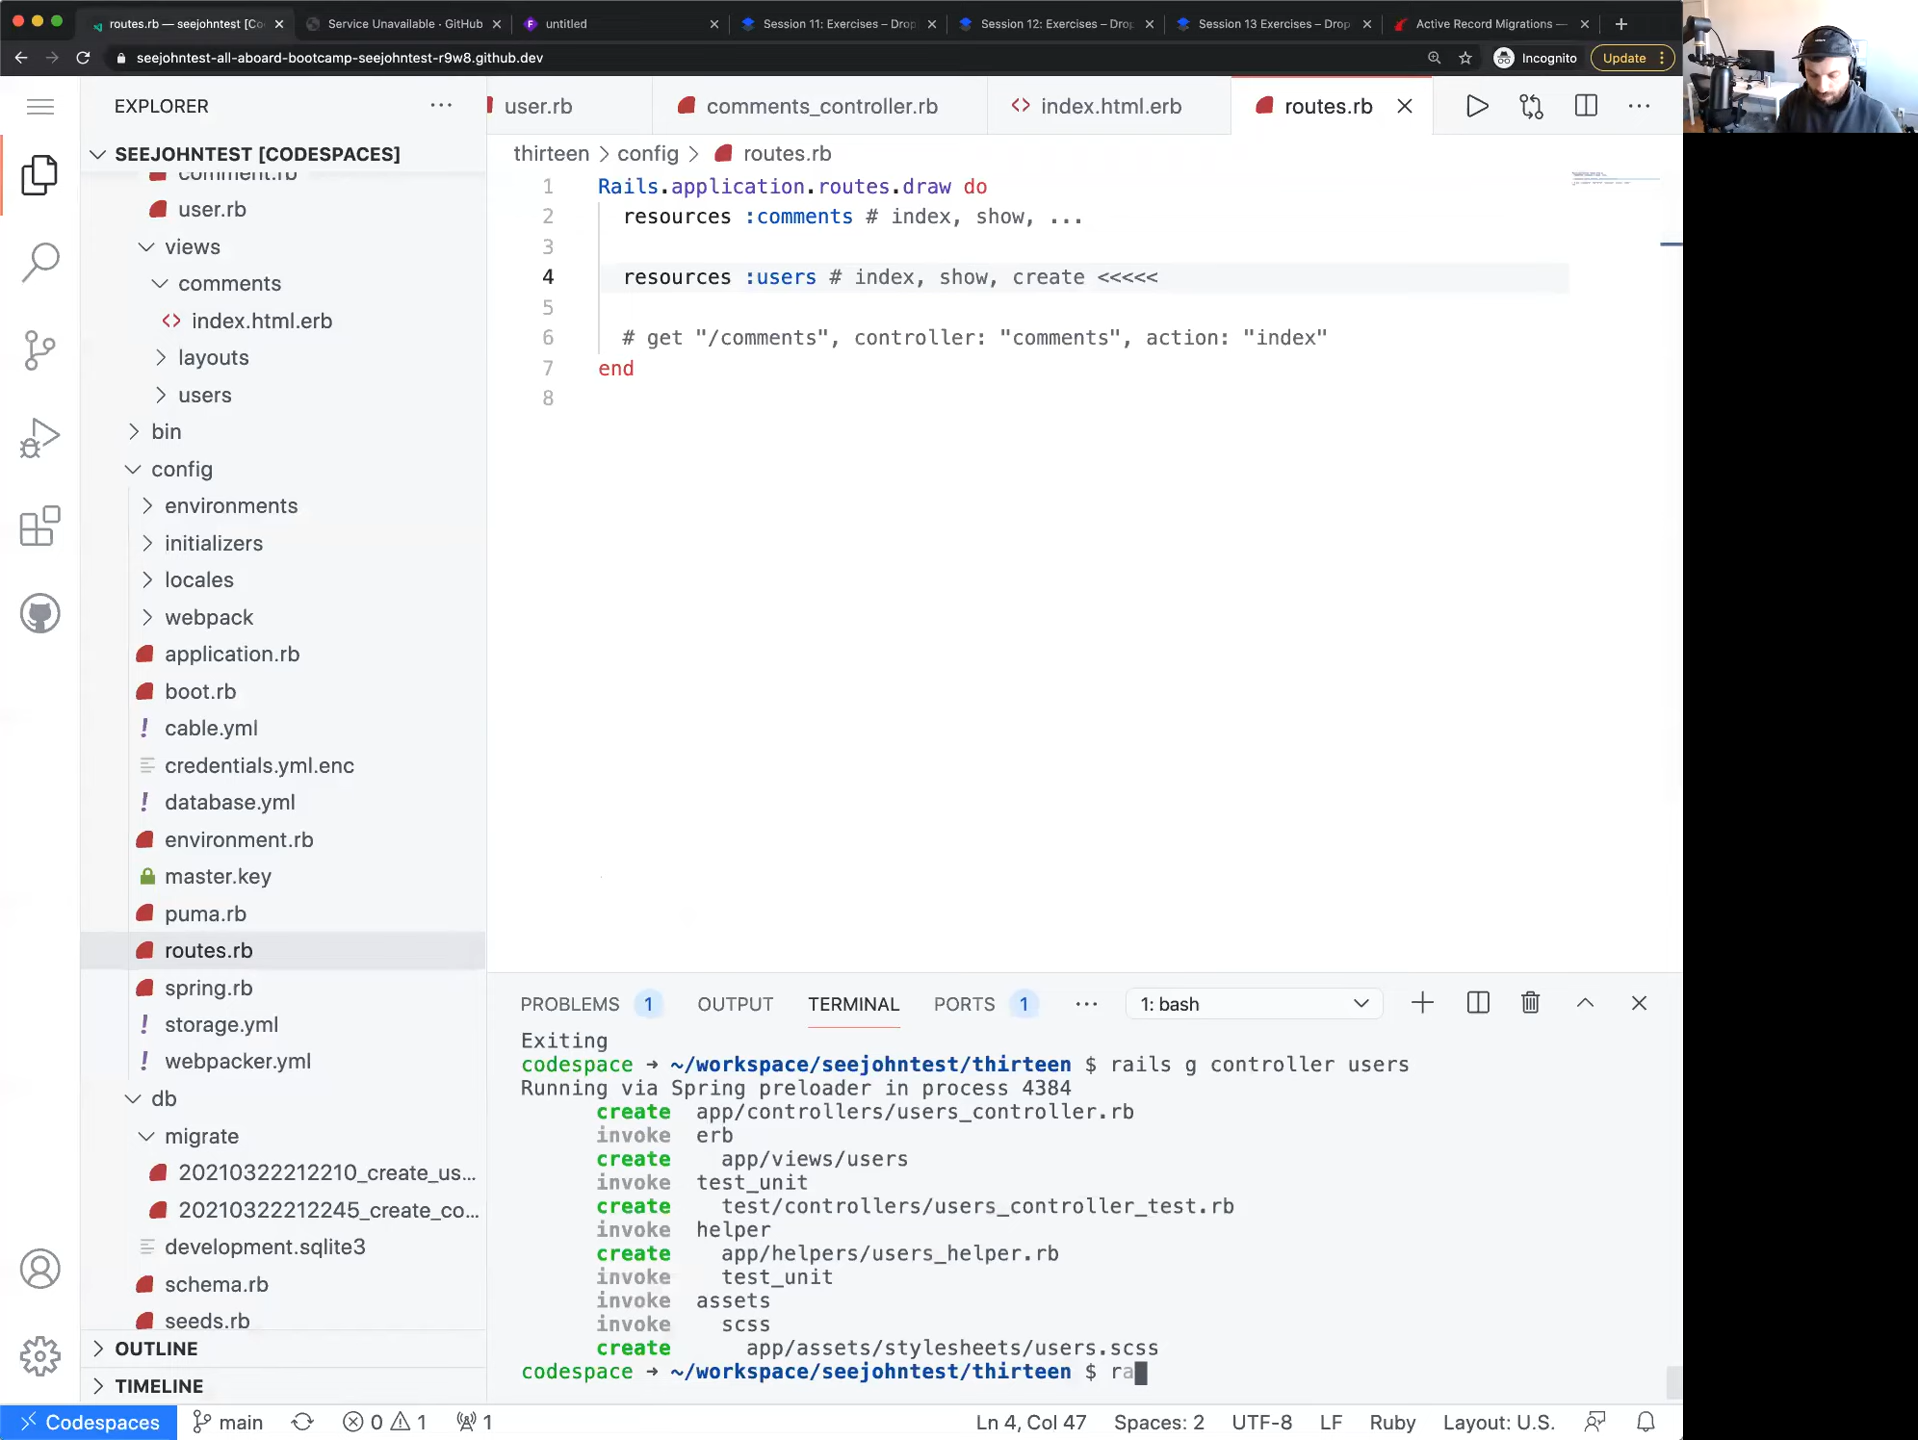 routes.rb — seejohntest [Co
Service Unavailable · GitHub
untitled
Session 11: Exercises – Drop
Session 12: Exercises – Drop
Session 13 Exercises – Drop
Active Record Migrations —
seejohntest-all-aboard-bootcamp-seejohntest-r9w8.github.dev
Incognito
Update
EXPLORER
user.rb
comments_controller.rb
index.html.erb
routes.rb
SEEJOHNTEST [CODESPACES]
comment.rb
user.rb
views
comments
index.html.erb
layouts
users
bin
config
environments
initializers
locales
webpack
application.rb
boot.rb
cable.yml
credentials.yml.enc
database.yml
environment.rb
master.key
puma.rb
routes.rb
spring.rb
storage.yml
webpacker.yml
db
migrate
20210322212210_create_us...
20210322212245_create_co...
development.sqlite3
schema.rb
seeds.rb
OUTLINE
TIMELINE
thirteen > config > routes.rb
1 Rails.application.routes.draw do
2 resources :comments # index, show, ...
3
4 resources :users # index, show, create <<<<<
5
6 # get "/comments", controller: "comments", action: "index"
7 end
8
PROBLEMS 1 OUTPUT TERMINAL PORTS 1 ... 1: bash
Exiting
codespace → ~/workspace/seejohntest/thirteen $ rails g controller users
Running via Spring preloader in process 4384
create app/controllers/users_controller.rb
invoke erb
create app/views/users
invoke test_unit
create test/controllers/users_controller_test.rb
invoke helper
create app/helpers/users_helper.rb
invoke test_unit
invoke assets
invoke scss
create app/assets/stylesheets/users.scss
codespace → ~/workspace/seejohntest/thirteen $ ra
Codespaces main 0 1 1 Ln 4, Col 47 Spaces: 2 UTF-8 LF Ruby Layout: U.S.